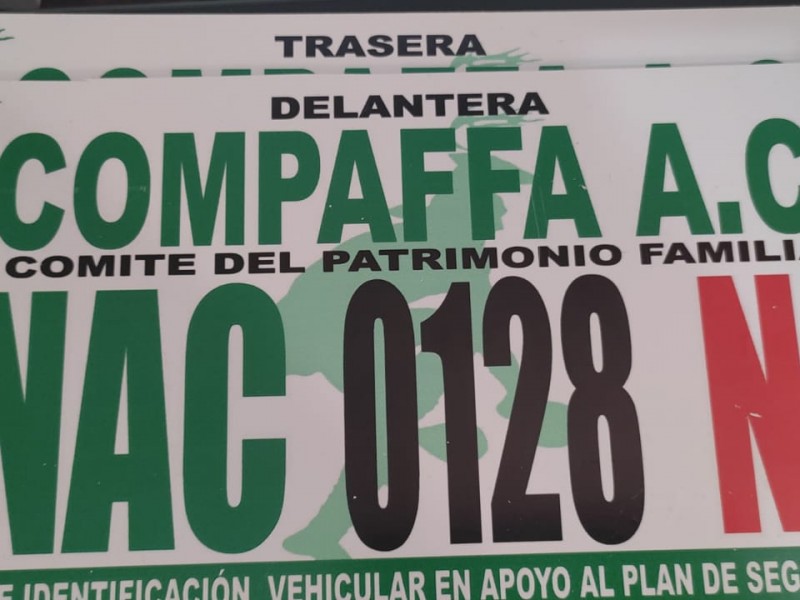 TRASERA
DELANTERA
COMPAFFA A.C
COMITE DEL PATRIMONIO FAMILI
NAC 0128 N
E IDENTIFICACIÓN VEHICULAR EN APOYO AL PLAN DE SEG